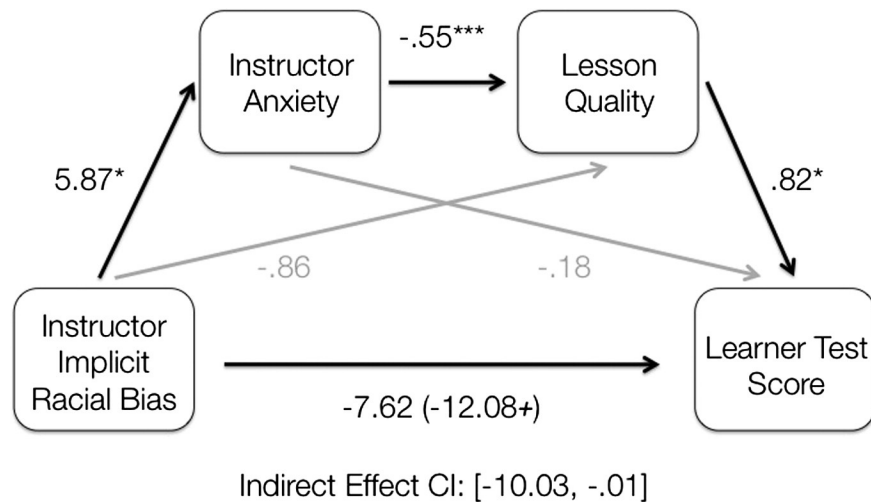 -.55***
Instructor
Anxiety
Lesson
Quality
5.87*
.82*
-.86
-.18
Instructor
Implicit
Racial Bias
Learner Test
Score
-7.62 (-12.08+)
Indirect Effect CI: [-10.03, -.01]